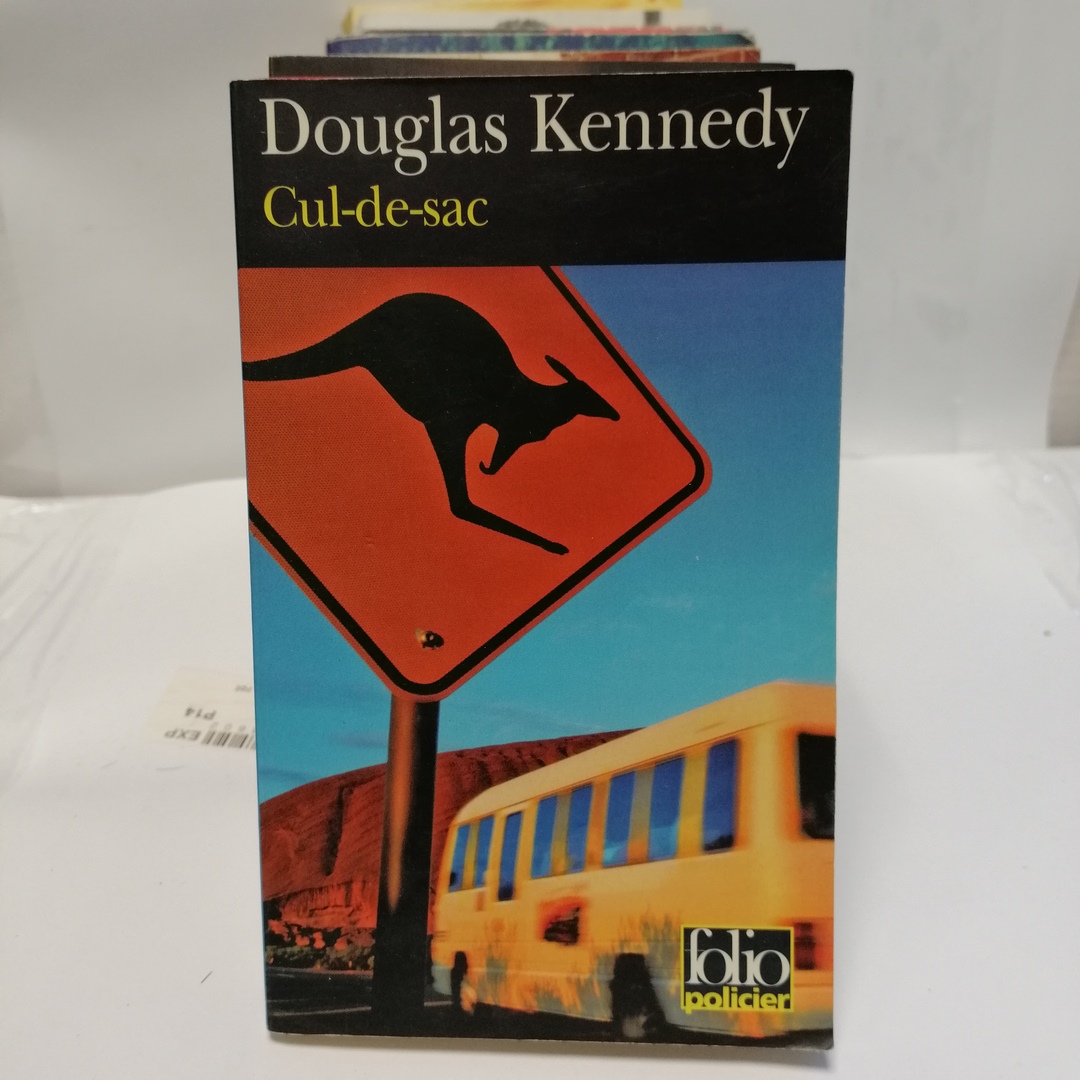 Douglas Kennedy
Cul-de-sac
folio
policier
P14
EXP